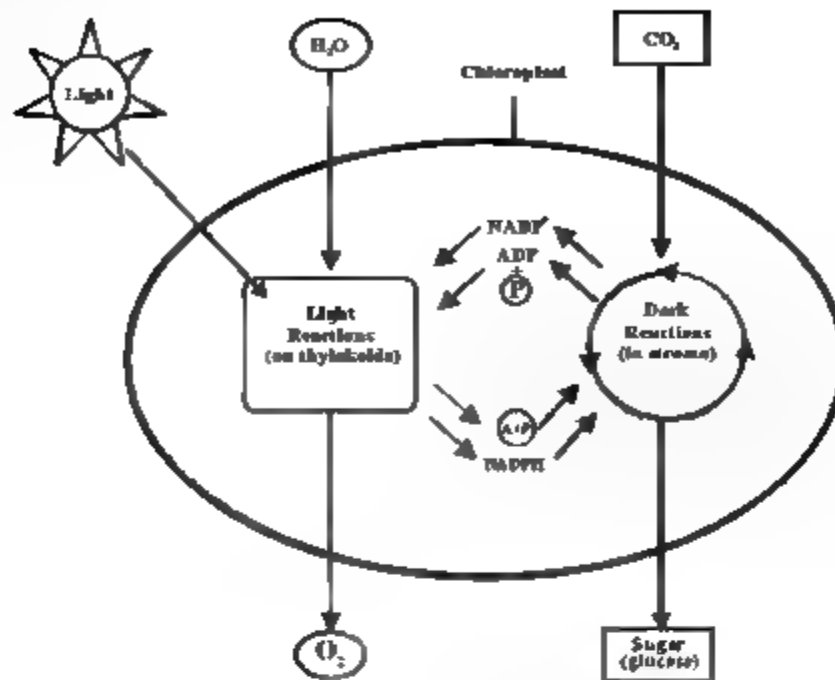 H₂O
CO₂
Light
Chloroplast
NADP⁺
ADP
+
P
Light
Reactions
(on thylakoids)
Dark
Reactions
(in stroma)
ATP
NADPH
O₂
Sugar
(glucose)